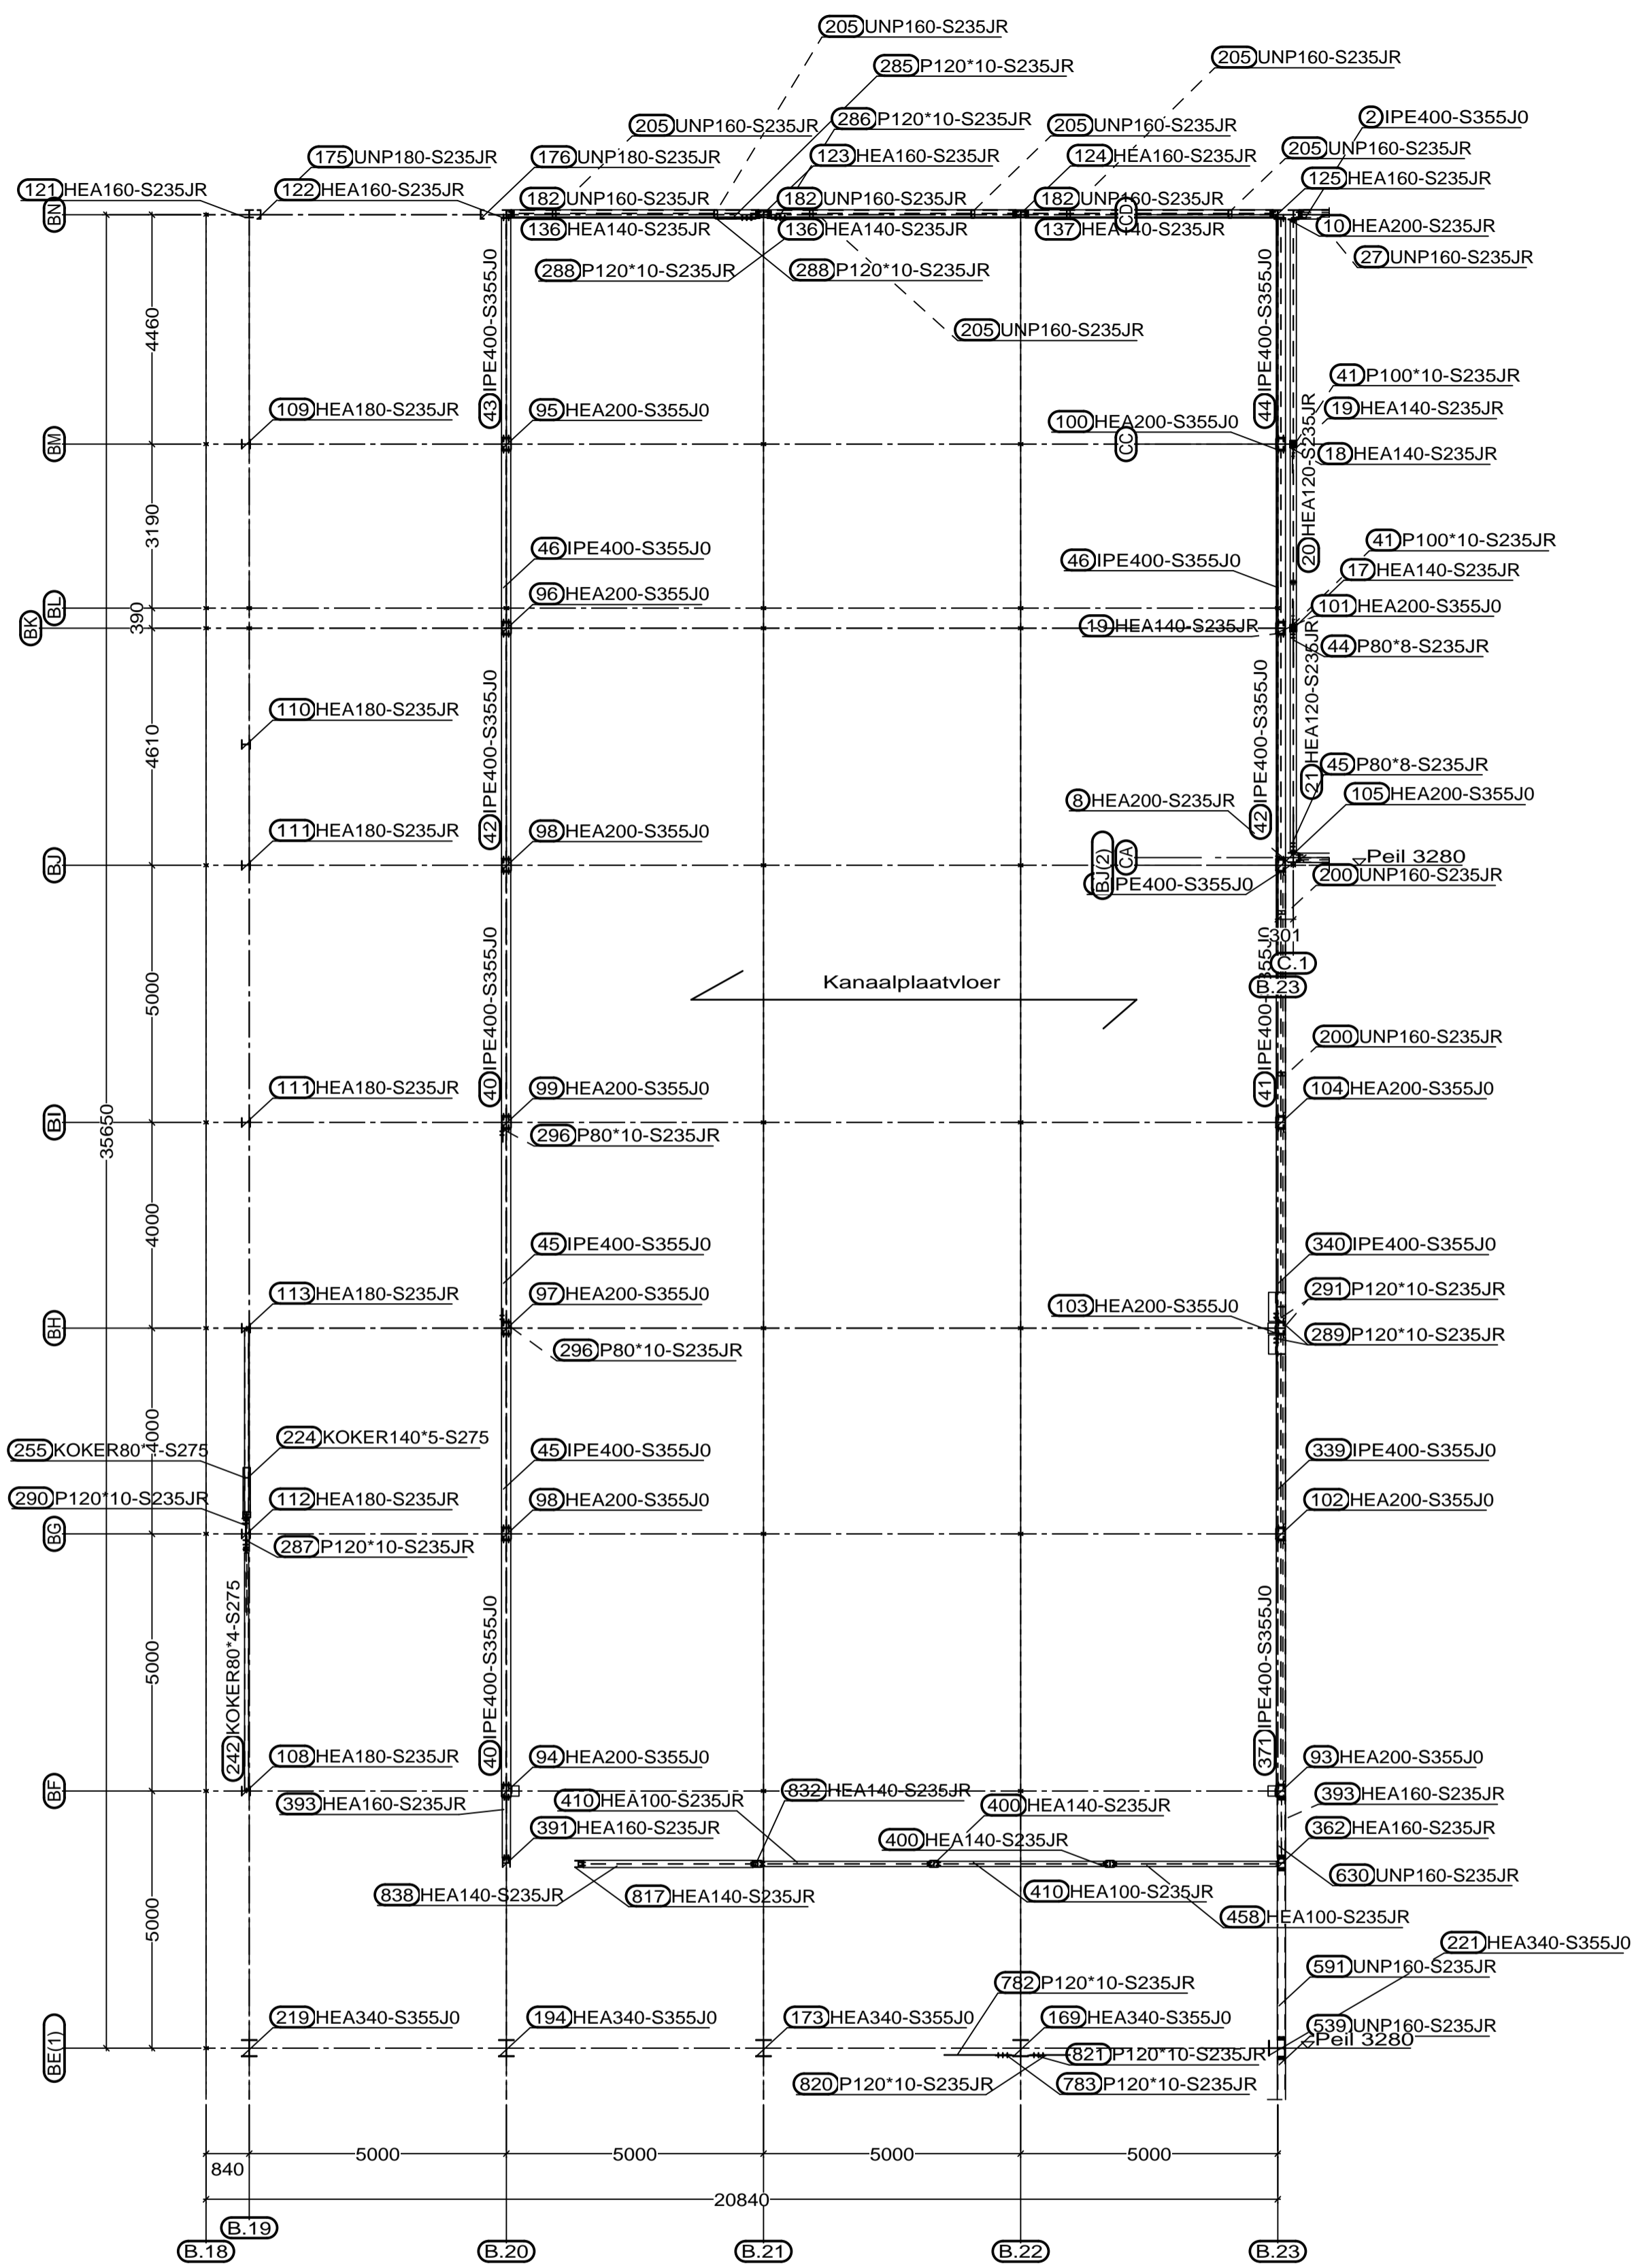 205 UNP160-S235JR
285 P120*10-S235JR
205 UNP160-S235JR
286 P120*10-S235JR
2 IPE400-S355J0
205 UNP160-S235JR
205 UNP160-S235JR
175 UNP180-S235JR
176 UNP180-S235JR
123 HEA160-S235JR
124 HEA160-S235JR
205 UNP160-S235JR
121 HEA160-S235JR
122 HEA160-S235JR
125 HEA160-S235JR
182 UNP160-S235JR
182 UNP160-S235JR
182 UNP160-S235JR
BN
CD
136 HEA140-S235JR
136 HEA140-S235JR
137 HEA140-S235JR
10 HEA200-S235JR
27 UNP160-S235JR
288 P120*10-S235JR
288 P120*10-S235JR
205 UNP160-S235JR
4460
43 IPE400-S355J0
44 IPE400-S355J0
41 P100*10-S235JR
109 HEA180-S235JR
95 HEA200-S355J0
100 HEA200-S355J0
19 HEA140-S235JR
BM
CC
18 HEA140-S235JR
20 HEA120-S235JR
3190
46 IPE400-S355J0
46 IPE400-S355J0
41 P100*10-S235JR
17 HEA140-S235JR
96 HEA200-S355J0
101 HEA200-S355J0
BL
390
BK
19 HEA140-S235JR
44 P80*8-S235JR
110 HEA180-S235JR
4610
42 IPE400-S355J0
42 IPE400-S355J0
21 HEA120-S235JR
45 P80*8-S235JR
8 HEA200-S235JR
105 HEA200-S355J0
111 HEA180-S235JR
98 HEA200-S355J0
BJ
BJ(2)
CA
Peil 3280
PE400-S355J0
200 UNP160-S235JR
301
C.1
B.23
Kanaalplaatvloer
5000
40 IPE400-S355J0
41 IPE400-S355J0
200 UNP160-S235JR
111 HEA180-S235JR
99 HEA200-S355J0
104 HEA200-S355J0
BI
35650
296 P80*10-S235JR
4000
45 IPE400-S355J0
340 IPE400-S355J0
113 HEA180-S235JR
97 HEA200-S355J0
103 HEA200-S355J0
291 P120*10-S235JR
BH
289 P120*10-S235JR
296 P80*10-S235JR
4000
255 KOKER80*4-S275
224 KOKER140*5-S275
45 IPE400-S355J0
339 IPE400-S355J0
290 P120*10-S235JR
112 HEA180-S235JR
98 HEA200-S355J0
102 HEA200-S355J0
BG
287 P120*10-S235JR
5000
242 KOKER80*4-S275
40 IPE400-S355J0
371 IPE400-S355J0
108 HEA180-S235JR
94 HEA200-S355J0
93 HEA200-S355J0
BF
393 HEA160-S235JR
410 HEA100-S235JR
832 HEA140-S235JR
400 HEA140-S235JR
393 HEA160-S235JR
391 HEA160-S235JR
400 HEA140-S235JR
362 HEA160-S235JR
838 HEA140-S235JR
817 HEA140-S235JR
410 HEA100-S235JR
630 UNP160-S235JR
458 HEA100-S235JR
5000
221 HEA340-S355J0
591 UNP160-S235JR
782 P120*10-S235JR
219 HEA340-S355J0
194 HEA340-S355J0
173 HEA340-S355J0
169 HEA340-S355J0
539 UNP160-S235JR
BE(1)
Peil 3280
821 P120*10-S235JR
820 P120*10-S235JR
783 P120*10-S235JR
5000
5000
5000
5000
840
20840
B.19
B.18
B.20
B.21
B.22
B.23